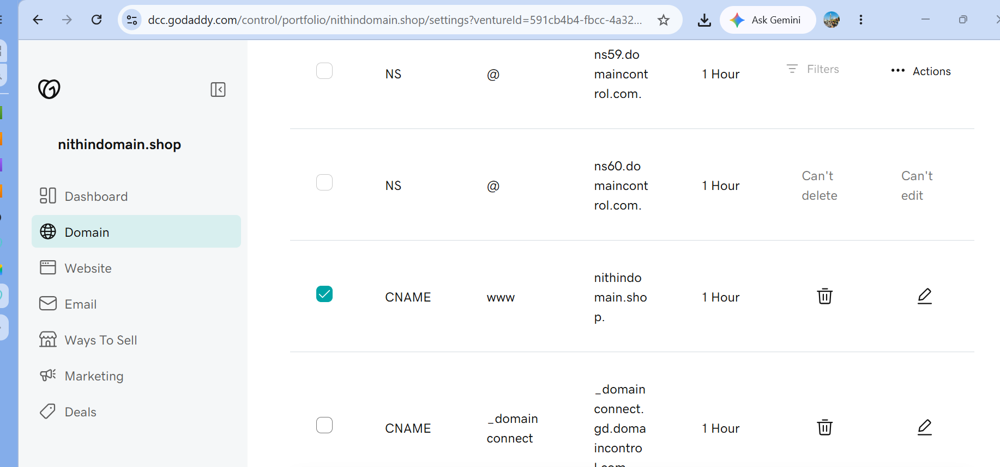 dcc.godaddy.com/control/portfolio/nithindomain.shop/settings?ventureId=591cb4b4-fbcc-4a32...
Ask Gemini
nithindomain.shop
Dashboard
Domain
Website
Email
Ways To Sell
Marketing
Deals
NS
@
ns59.do
maincont
rol.com.
1 Hour
Filters
Actions
NS
@
ns60.do
maincont
rol.com.
1 Hour
Can't
delete
Can't
edit
CNAME
www
nithindo
main.sho
p.
1 Hour
CNAME
_domain
connect
_domain
connect.
gd.doma
incontro
1 Hour